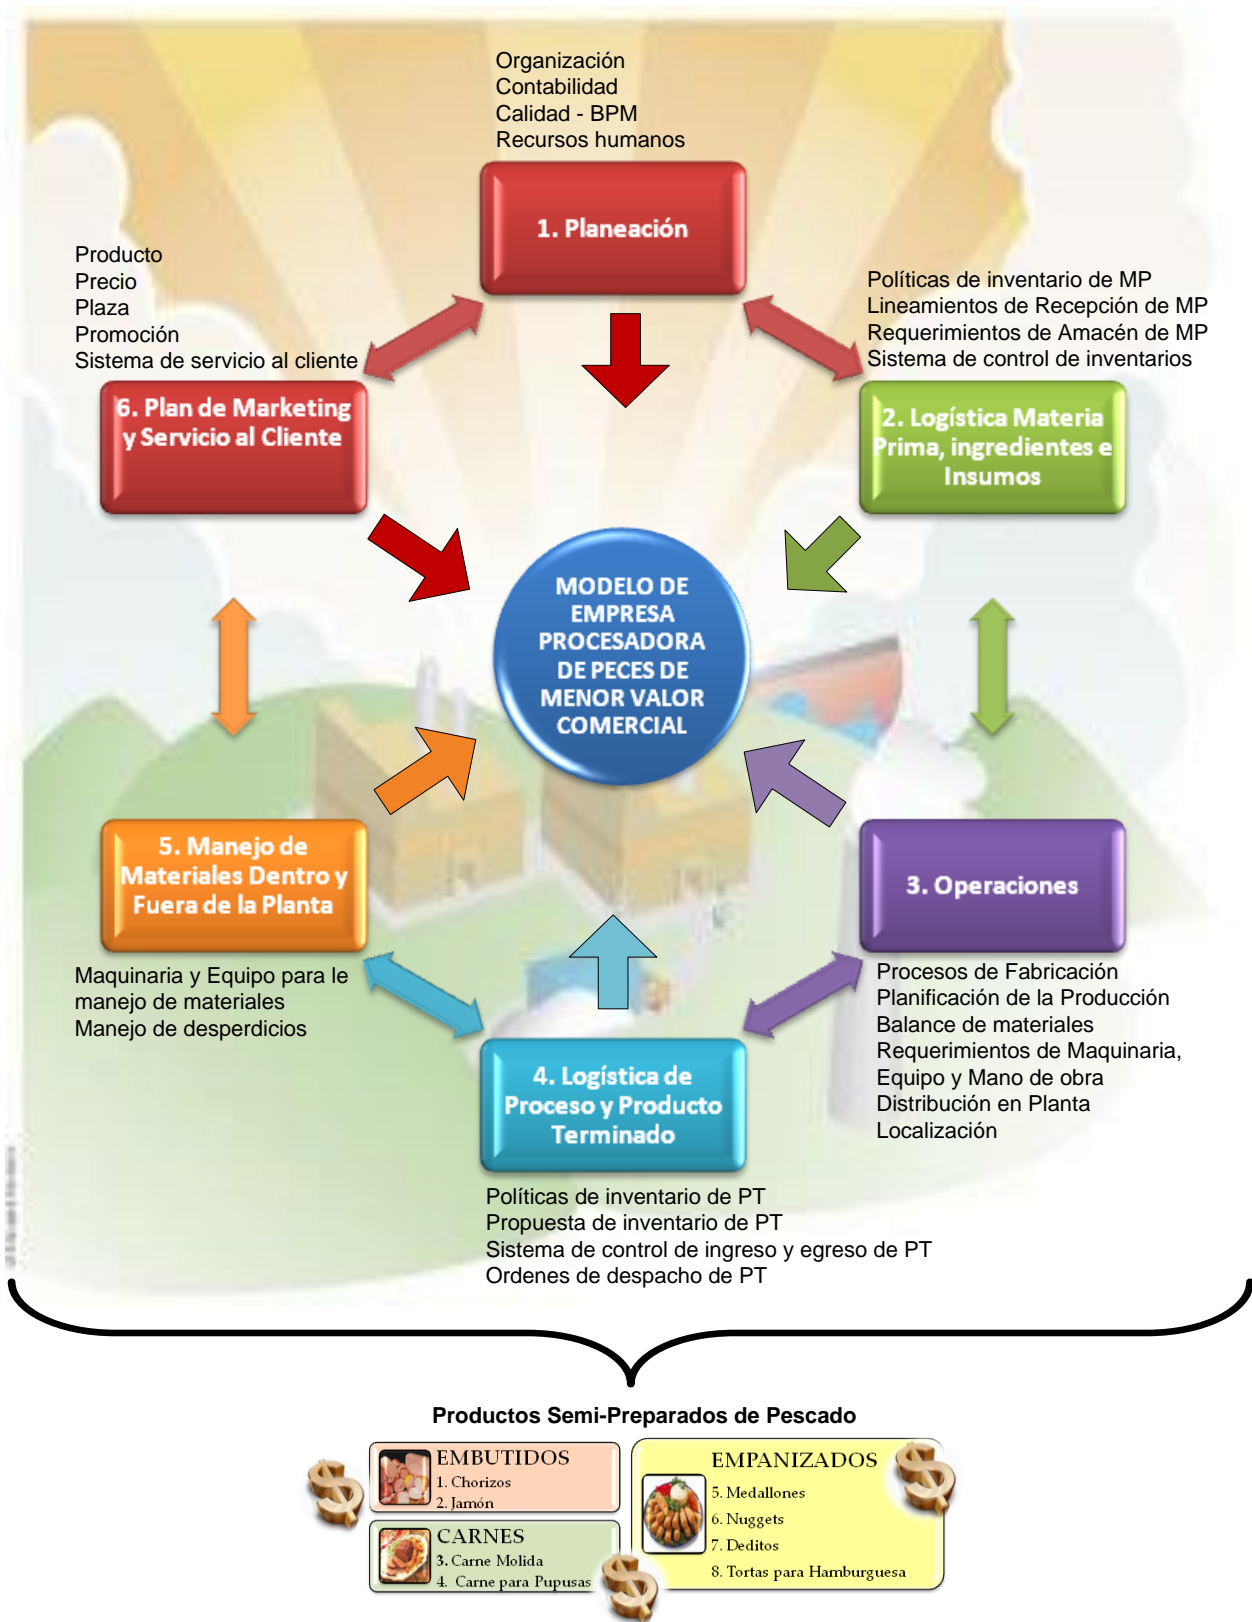 Organización
Contabilidad
Calidad - BPM
Recursos humanos
1. Planeación
Producto
Precio
Plaza
Promoción
Sistema de servicio al cliente
Políticas de inventario de MP
Lineamientos de Recepción de MP
Requerimientos de Amacén de MP
Sistema de control de inventarios
6. Plan de Marketing
y Servicio al Cliente
2. Logística Materia
Prima, ingredientes e
Insumos
MODELO DE
EMPRESA
PROCESADORA
DE PECES DE
MENOR VALOR
COMERCIAL
5. Manejo de
Materiales Dentro y
Fuera de la Planta
3. Operaciones
Maquinaria y Equipo para le
manejo de materiales
Manejo de desperdicios
Procesos de Fabricación
Planificación de la Producción
Balance de materiales
Requerimientos de Maquinaria,
Equipo y Mano de obra
Distribución en Planta
Localización
4. Logística de
Proceso y Producto
Terminado
Políticas de inventario de PT
Propuesta de inventario de PT
Sistema de control de ingreso y egreso de PT
Ordenes de despacho de PT
Productos Semi-Preparados de Pescado
EMBUTIDOS
1. Chorizos
2. Jamón
CARNES
3. Carne Molida
4. Carne para Pupusas
EMPANIZADOS
5. Medallones
6. Nuggets
7. Deditos
8. Tortas para Hamburguesa